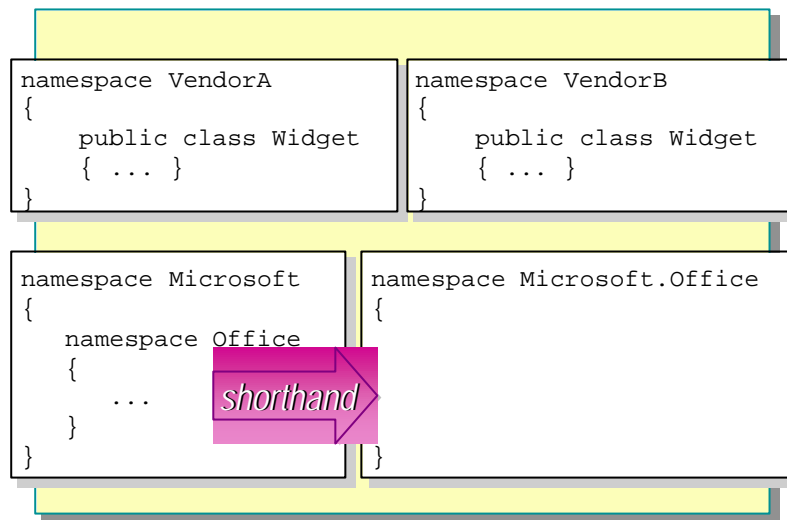 namespace VendorA
{
    public class Widget
    { ... }
}
namespace VendorB
{
    public class Widget
    { ... }
}
namespace Microsoft
{
   namespace Office
   {
      ...
   }
}
shorthand
namespace Microsoft.Office
{
}